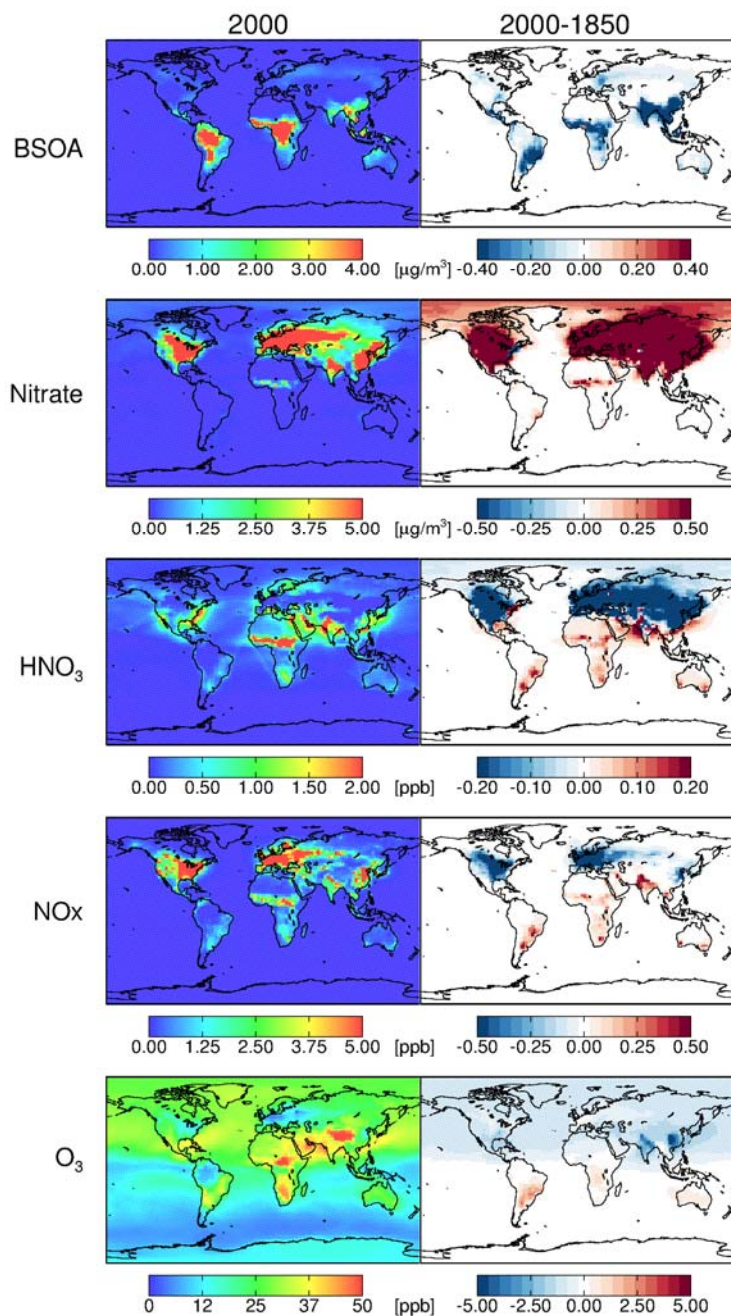 2000 2000-1850
BSOA
0.00 1.00 2.00 3.00 4.00 [μg/m³] -0.40 -0.20 0.00 0.20 0.40
Nitrate
0.00 1.25 2.50 3.75 5.00 [μg/m³] -0.50 -0.25 0.00 0.25 0.50
HNO₃
0.00 0.50 1.00 1.50 2.00 [ppb] -0.20 -0.10 0.00 0.10 0.20
NOx
0.00 1.25 2.50 3.75 5.00 [ppb] -0.50 -0.25 0.00 0.25 0.50
O₃
0 12 25 37 50 [ppb] -5.00 -2.50 0.00 2.50 5.00